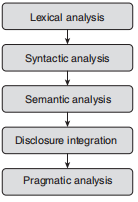 Lexical analysis
Syntactic analysis
Semantic analysis
Disclosure integration
Pragmatic analysis